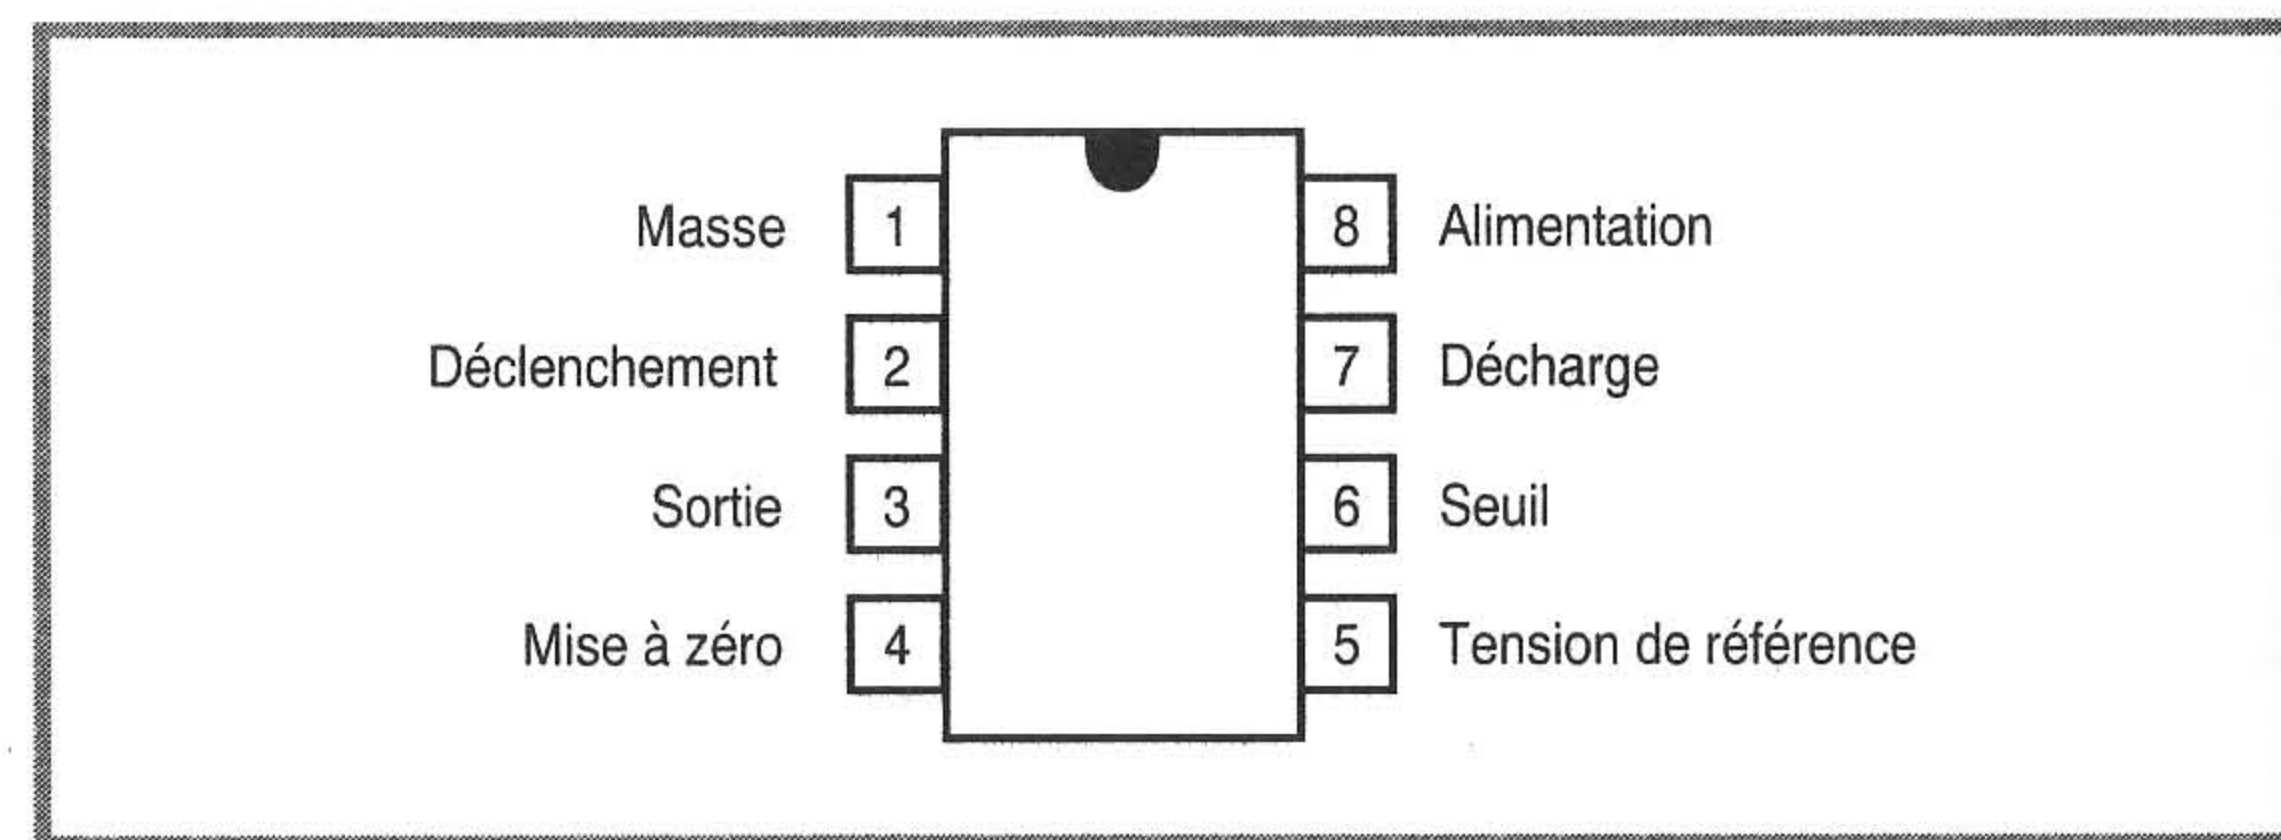 Masse 1 8 Alimentation
Déclenchement 2 7 Décharge
Sortie 3 6 Seuil
Mise à zéro 4 5 Tension de référence